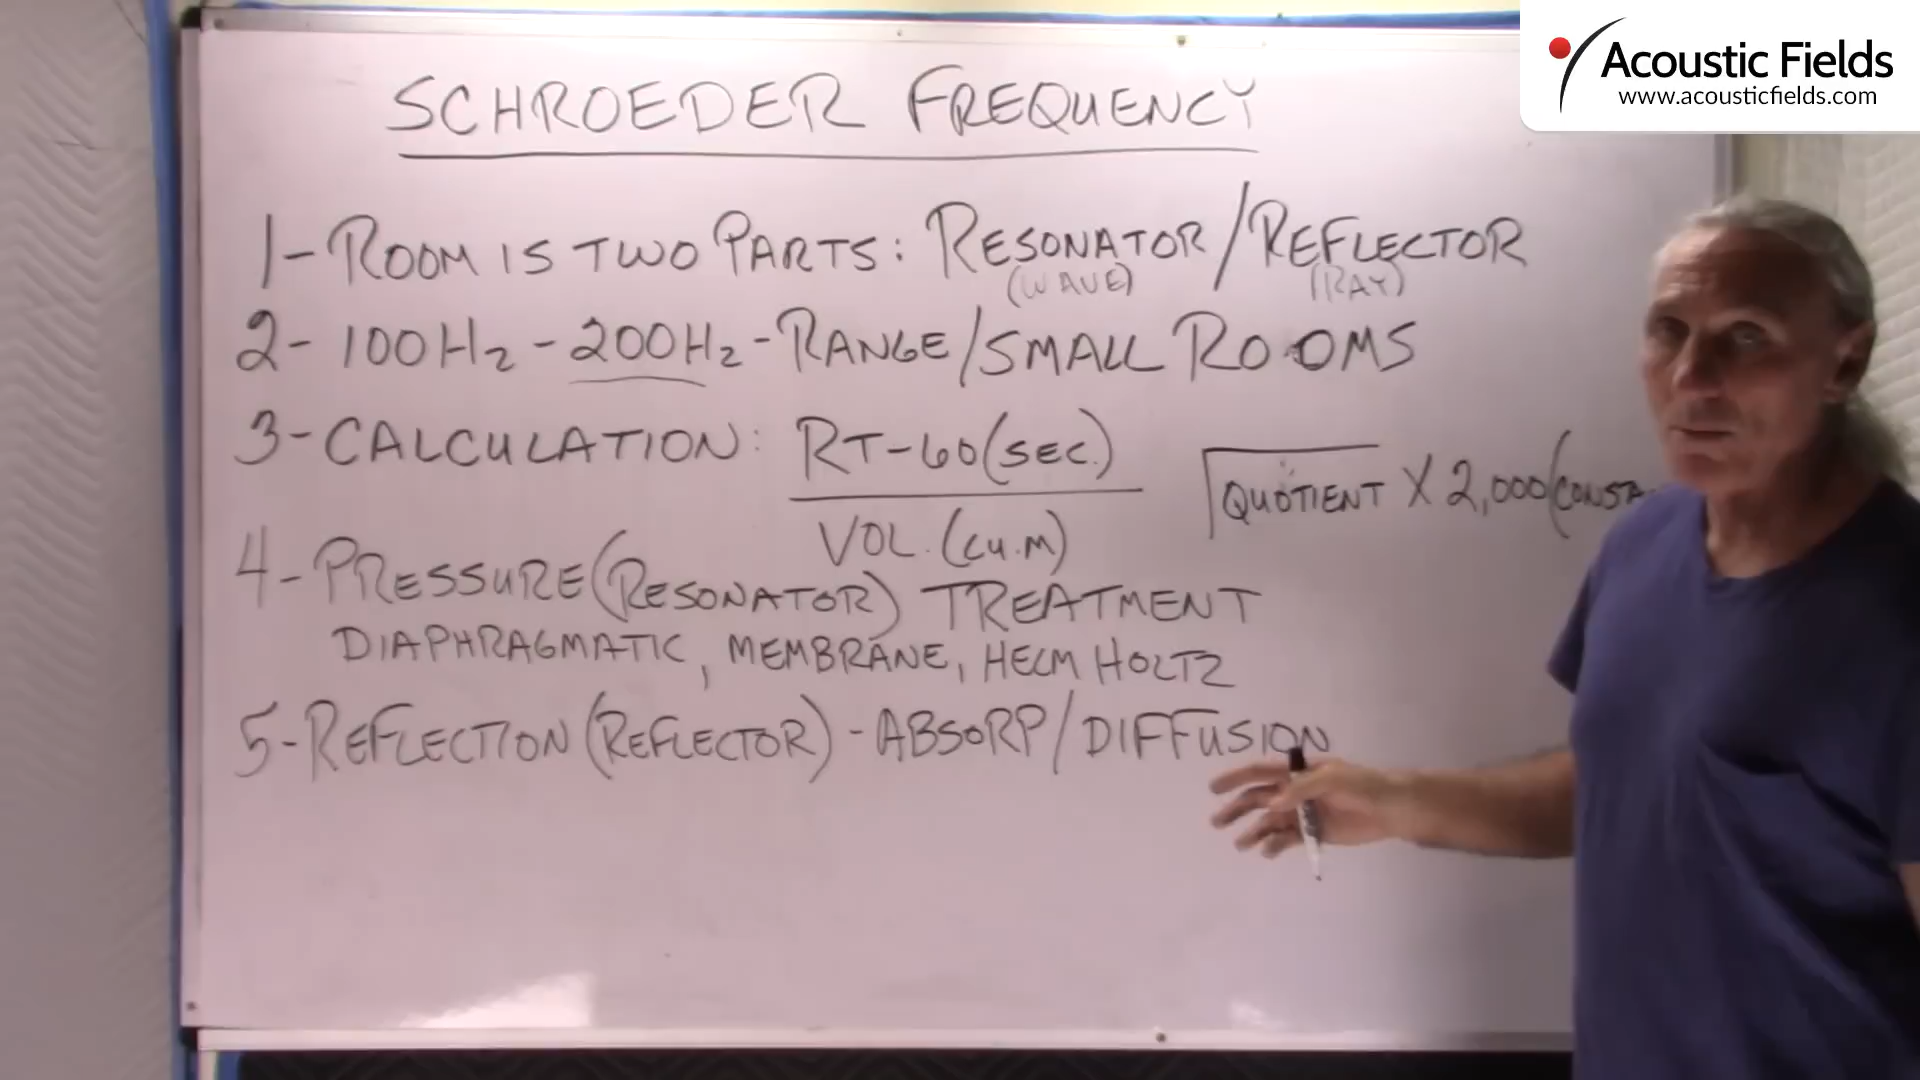 Acoustic Fields
www.acousticfields.com
SCHROEDER FREQUENCY
1-ROOM IS TWO PARTS: RESONATOR/REFLECTOR
(WAVE) (RAY)
2-100Hz-200Hz-RANGE/SMALL ROOMS
3-CALCULATION: RT-60(SEC.)
VOL.(CU.M)
√QUOTIENT X 2,000(CONSTA
4-PRESSURE(RESONATOR) TREATMENT
DIAPHRAGMATIC, MEMBRANE, HELMHOLTZ
5-REFLECTION(REFLECTOR)-ABSORP/DIFFUSION